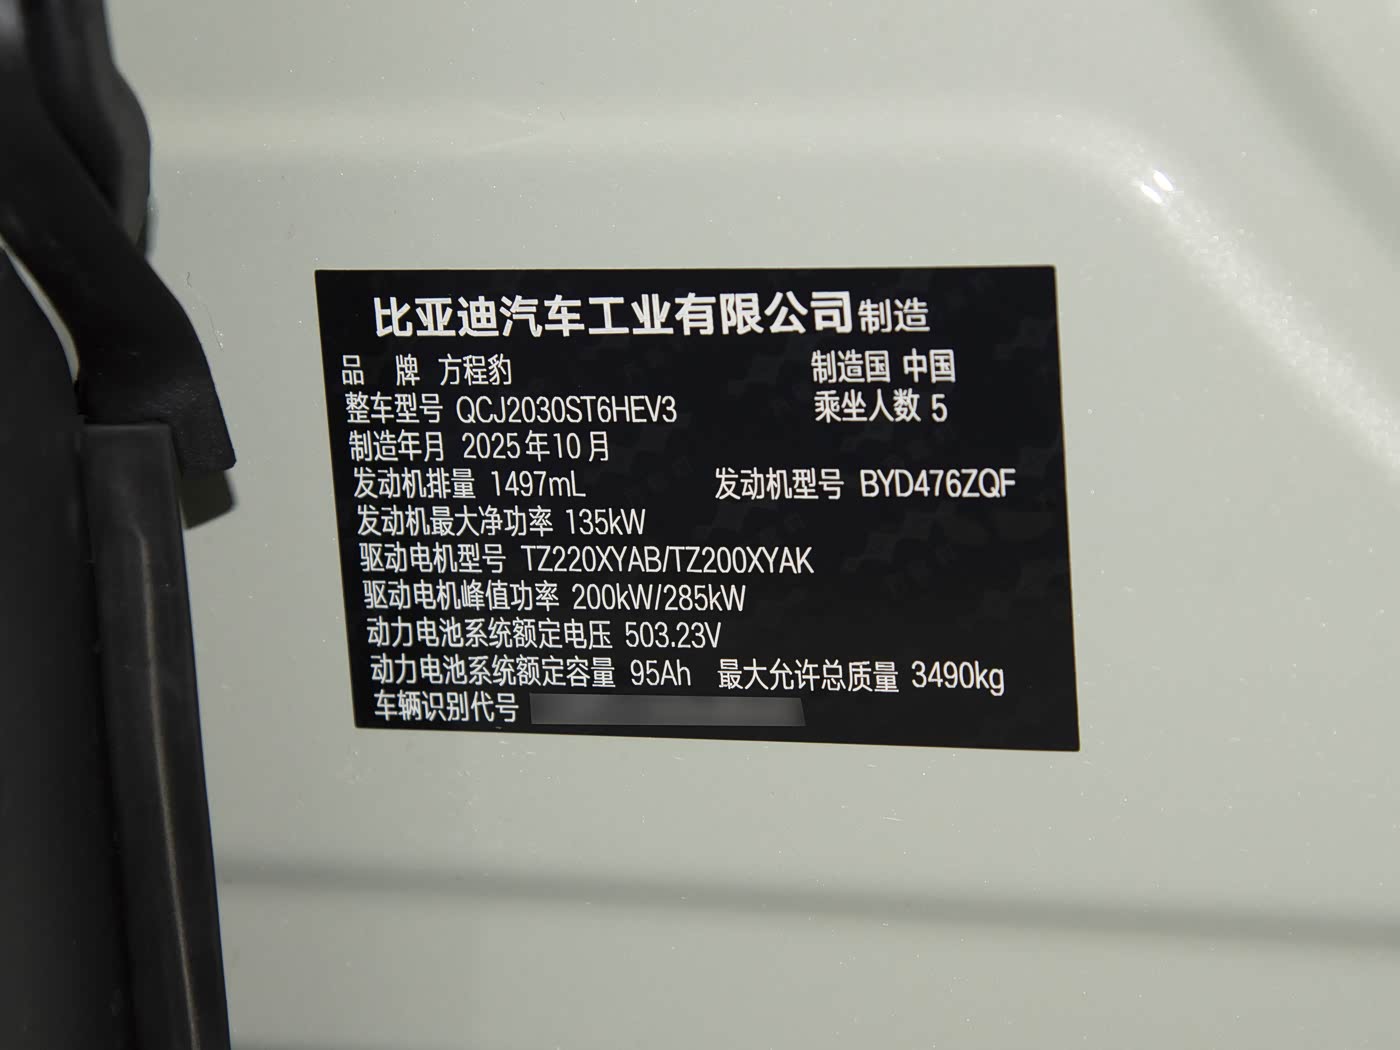 比亚迪汽车工业有限公司制造
品 牌 方程豹 制造国 中国
整车型号 QCJ2030ST6HEV3 乘坐人数 5
制造年月 2025年10月
发动机排量 1497mL 发动机型号 BYD476ZQF
发动机最大净功率 135kW
驱动电机型号 TZ220XYAB/TZ200XYAK
驱动电机峰值功率 200kW/285kW
动力电池系统额定电压 503.23V
动力电池系统额定容量 95Ah 最大允许总质量 3490kg
车辆识别代号